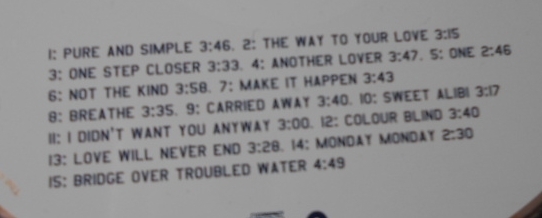 1: PURE AND SIMPLE 3:46. 2: THE WAY TO YOUR LOVE 3:15
3: ONE STEP CLOSER 3:33. 4: ANOTHER LOVER 3:47. 5: ONE 2:46
6: NOT THE KIND 3:58. 7: MAKE IT HAPPEN 3:43
8: BREATHE 3:35. 9: CARRIED AWAY 3:40. 10: SWEET ALIBI 3:17
11: I DIDN'T WANT YOU ANYWAY 3:00. 12: COLOUR BLIND 3:40
13: LOVE WILL NEVER END 3:28. 14: MONDAY MONDAY 2:30
15: BRIDGE OVER TROUBLED WATER 4:49